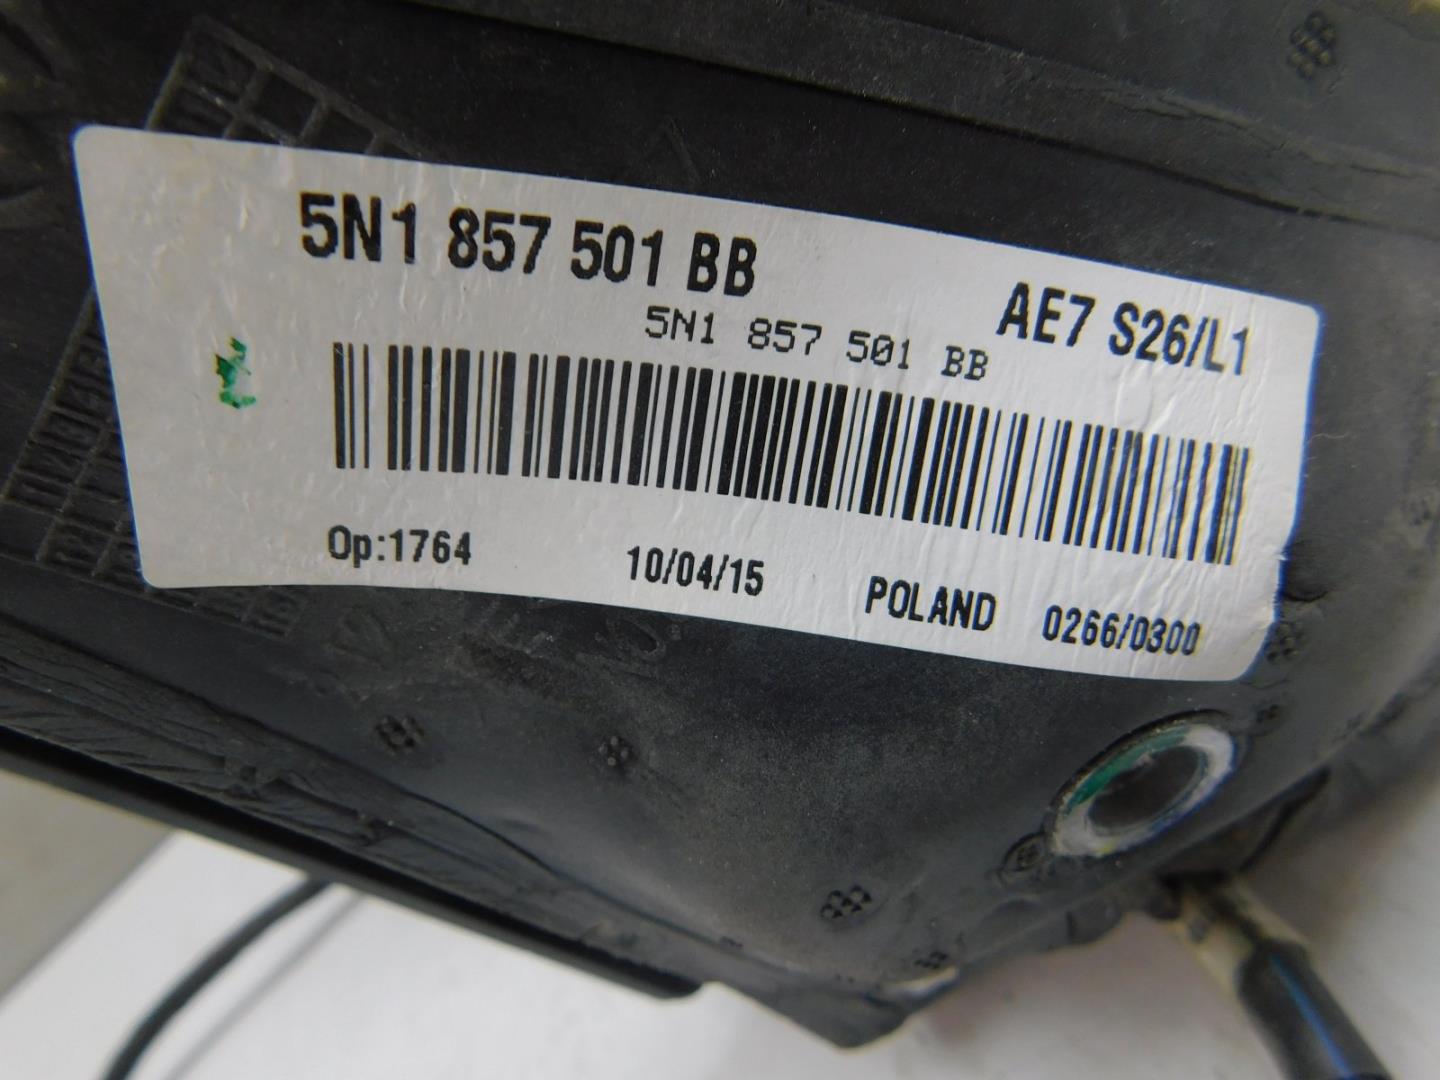 5N1 857 501 BB
AE7 S26/L1
5N1 857 501 BB
Op:1764 10/04/15 POLAND 0266/0300